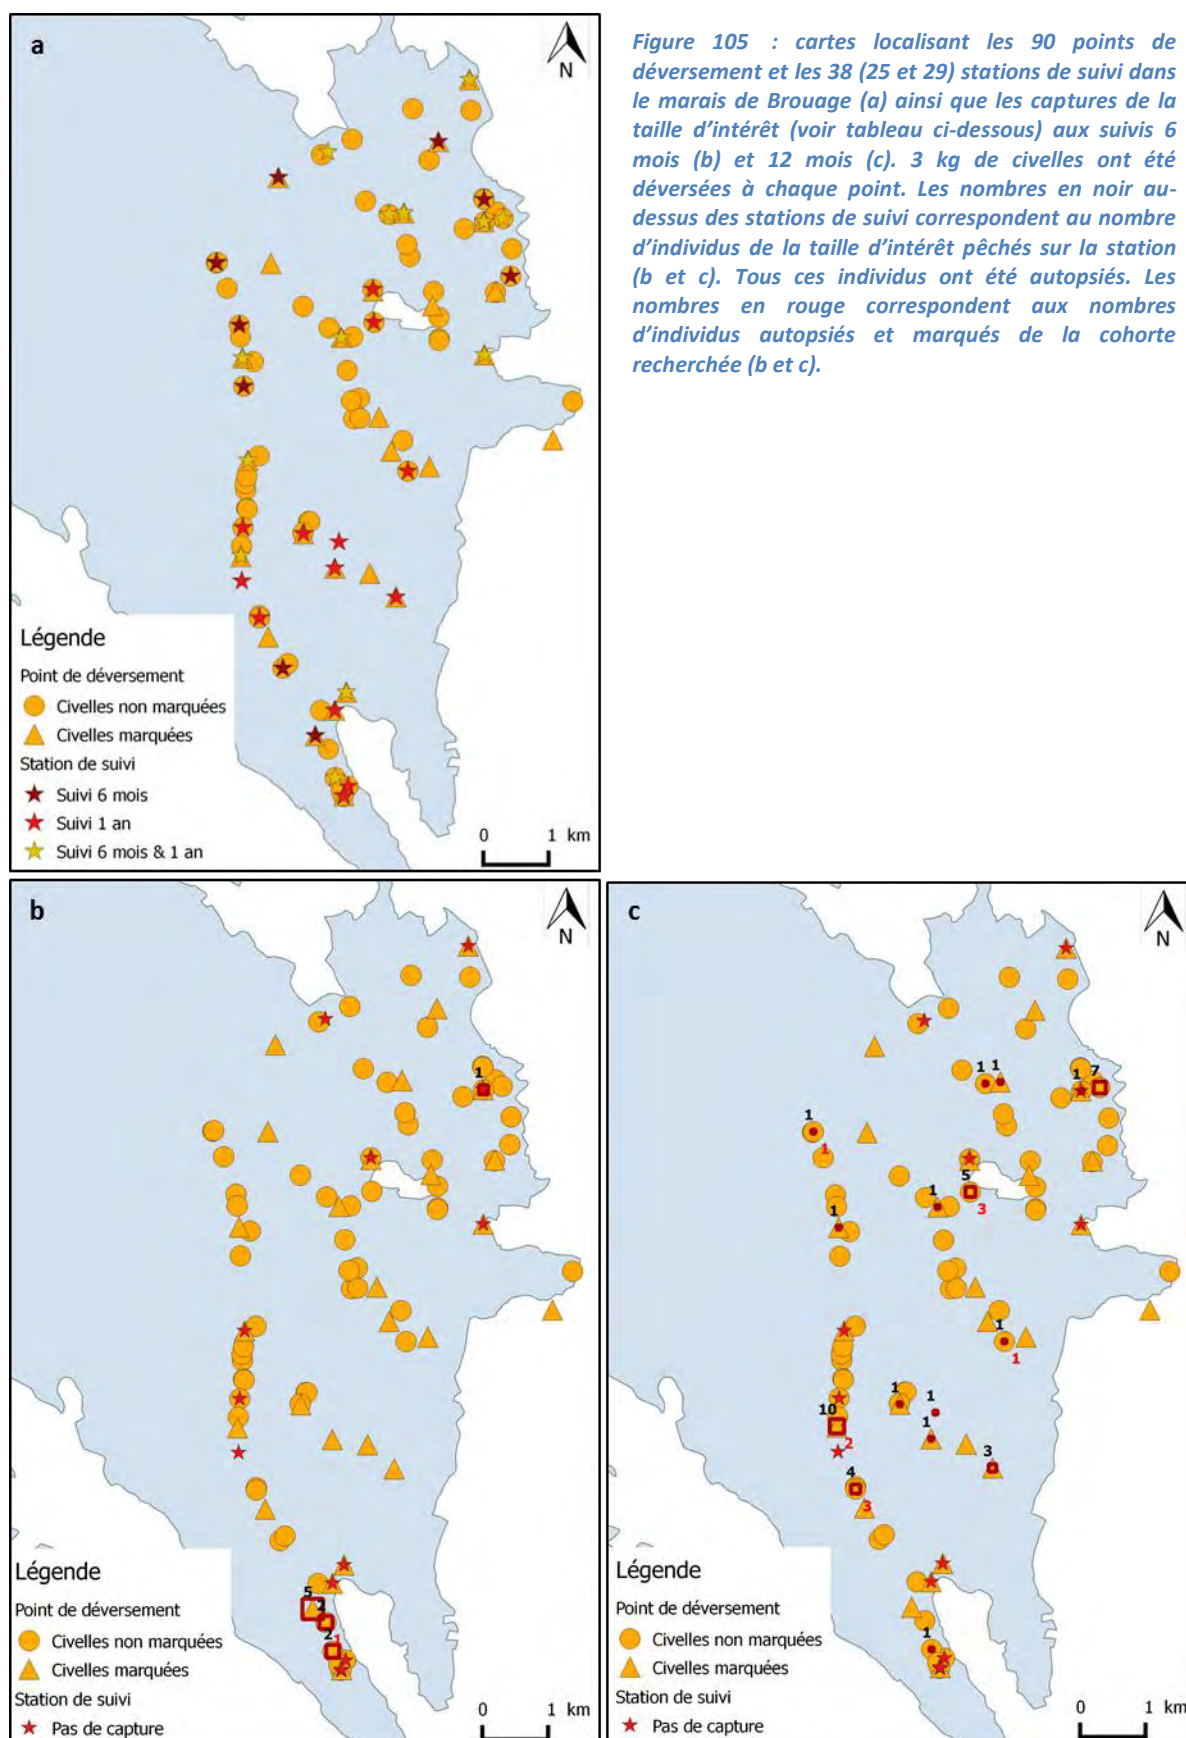 a
N
Légende
Point de déversement
Civelles non marquées
Civelles marquées
Station de suivi
Suivi 6 mois
Suivi 1 an
Suivi 6 mois & 1 an
0 1 km
Figure 105 : cartes localisant les 90 points de
déversement et les 38 (25 et 29) stations de suivi dans
le marais de Brouage (a) ainsi que les captures de la
taille d'intérêt (voir tableau ci-dessous) aux suivis 6
mois (b) et 12 mois (c). 3 kg de civelles ont été
déversées à chaque point. Les nombres en noir au-
dessus des stations de suivi correspondent au nombre
d'individus de la taille d'intérêt pêchés sur la station
(b et c). Tous ces individus ont été autopsiés. Les
nombres en rouge correspondent aux nombres
d'individus autopsiés et marqués de la cohorte
recherchée (b et c).
b
N
1
5
2
2 1
Légende
Point de déversement
Civelles non marquées
Civelles marquées
Station de suivi
Pas de capture
0 1 km
c
N
1 1
1 7
1
1
5
3
1
1
1
1
1
1
1
10
2
3
4
3
1
Légende
Point de déversement
Civelles non marquées
Civelles marquées
Station de suivi
Pas de capture
0 1 km